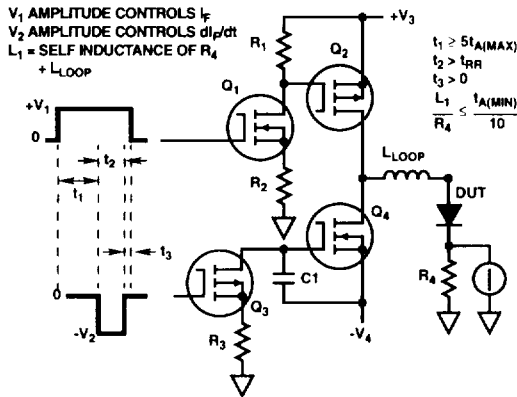 V1 AMPLITUDE CONTROLS IF
V2 AMPLITUDE CONTROLS dIF/dt
L1 = SELF INDUCTANCE OF R4
+ LLOOP
+V1
0
t2
t1
t3
0
-V2
R1
Q1
R2
Q2
+V3
t1 ≥ 5tA(MAX)
t2 > tRR
t3 > 0
L1/R4 ≤ tA(MIN)/10
LLOOP
DUT
Q4
R4
C1
Q3
R3
-V4